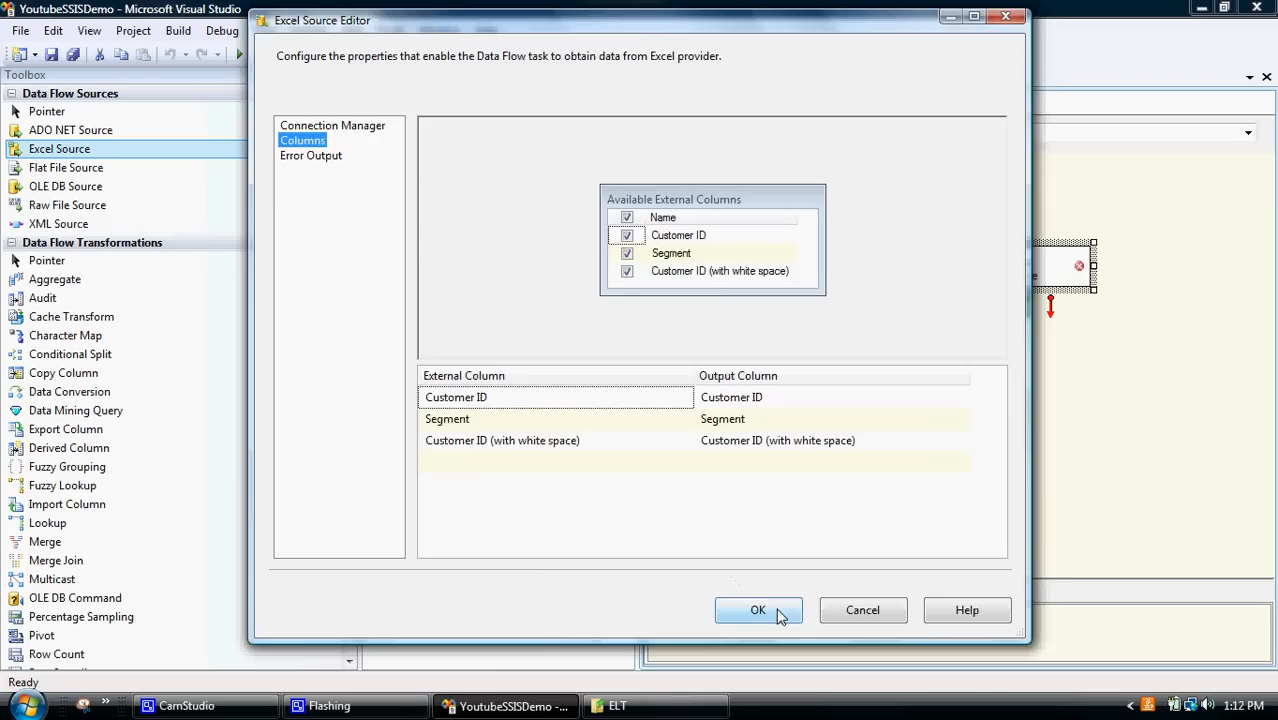 YoutubeSSISDemo - Microsoft Visual Studio
Excel Source Editor
File Edit View Project Build Debug
Configure the properties that enable the Data Flow task to obtain data from Excel provider.
Toolbox
Data Flow Sources
Pointer
ADO NET Source
Excel Source
Flat File Source
OLE DB Source
Raw File Source
XML Source
Data Flow Transformations
Pointer
Aggregate
Audit
Cache Transform
Character Map
Conditional Split
Copy Column
Data Conversion
Data Mining Query
Export Column
Derived Column
Fuzzy Grouping
Fuzzy Lookup
Import Column
Lookup
Merge
Merge Join
Multicast
OLE DB Command
Percentage Sampling
Pivot
Row Count
Connection Manager
Columns
Error Output
Available External Columns
Name
Customer ID
Segment
Customer ID (with white space)
External Column Output Column
Customer ID Customer ID
Segment Segment
Customer ID (with white space) Customer ID (with white space)
OK Cancel Help
Ready
CamStudio Flashing YoutubeSSISDemo - ... ELT 1:12 PM